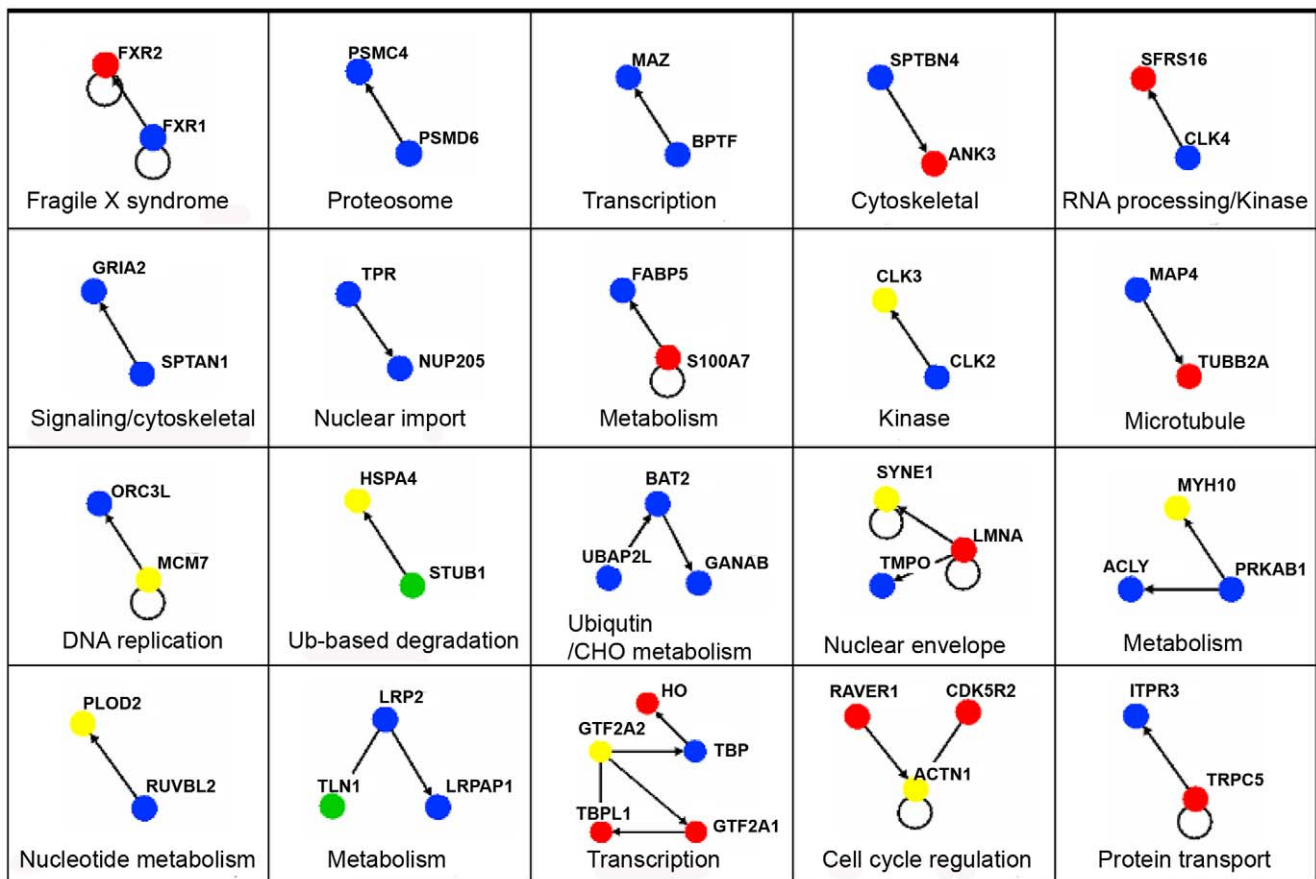 FXR2
FXR1
Fragile X syndrome
PSMC4
PSMD6
Proteosome
MAZ
BPTF
Transcription
SPTBN4
ANK3
Cytoskeletal
SFRS16
CLK4
RNA processing/Kinase
GRIA2
SPTAN1
Signaling/cytoskeletal
TPR
NUP205
Nuclear import
FABP5
S100A7
Metabolism
CLK3
CLK2
Kinase
MAP4
TUBB2A
Microtubule
ORC3L
MCM7
DNA replication
HSPA4
STUB1
Ub-based degradation
BAT2
UBAP2L
GANAB
Ubiqutin
/CHO metabolism
SYNE1
LMNA
TMPO
Nuclear envelope
MYH10
ACLY
PRKAB1
Metabolism
PLOD2
RUVBL2
Nucleotide metabolism
LRP2
TLN1
LRPAP1
Metabolism
HO
GTF2A2
TBP
TBPL1
GTF2A1
Transcription
RAVER1
CDK5R2
ACTN1
Cell cycle regulation
ITPR3
TRPC5
Protein transport